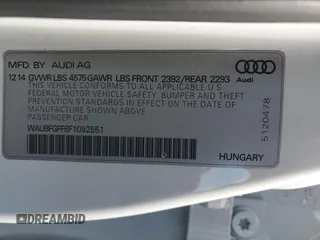 MFD BY AUDI AG
12 14 GVWR LBS 4575 GAWR LBS FRONT 2392/REAR 2293
THIS VEHICLE CONFORMS TO ALL APPLICABLE U.S.
FEDERAL MOTOR VEHICLE SAFETY,
BUMPER AND THEFT PREVENTION STANDARDS
IN EFFECT ON THE DATE OF MANUFACTURE
SHOWN ABOVE.
PASSENGER CAR
WAUBFGFF6F1092551
5120478
HUNGARY
DREAMBID